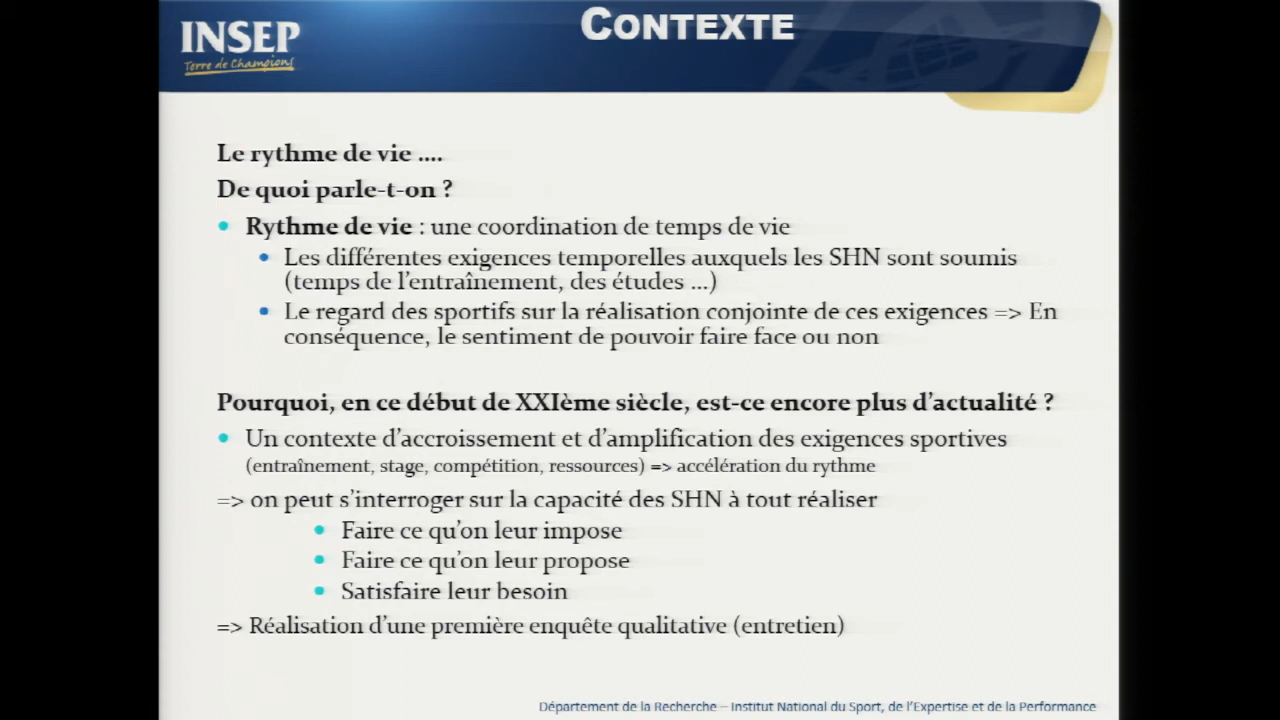 INSEP
Terre de Champions
CONTEXTE
Le rythme de vie ....
De quoi parle-t-on ?
Rythme de vie : une coordination de temps de vie
Les différentes exigences temporelles auxquels les SHN sont soumis
(temps de l'entraînement, des études ...)
Le regard des sportifs sur la réalisation conjointe de ces exigences => En
conséquence, le sentiment de pouvoir faire face ou non
Pourquoi, en ce début de XXIème siècle, est-ce encore plus d'actualité ?
Un contexte d'accroissement et d'amplification des exigences sportives
(entraînement, stage, compétition, ressources) => accélération du rythme
=> on peut s'interroger sur la capacité des SHN à tout réaliser
Faire ce qu'on leur impose
Faire ce qu'on leur propose
Satisfaire leur besoin
=> Réalisation d'une première enquête qualitative (entretien)
Département de la Recherche – Institut National du Sport, de l'Expertise et de la Performance